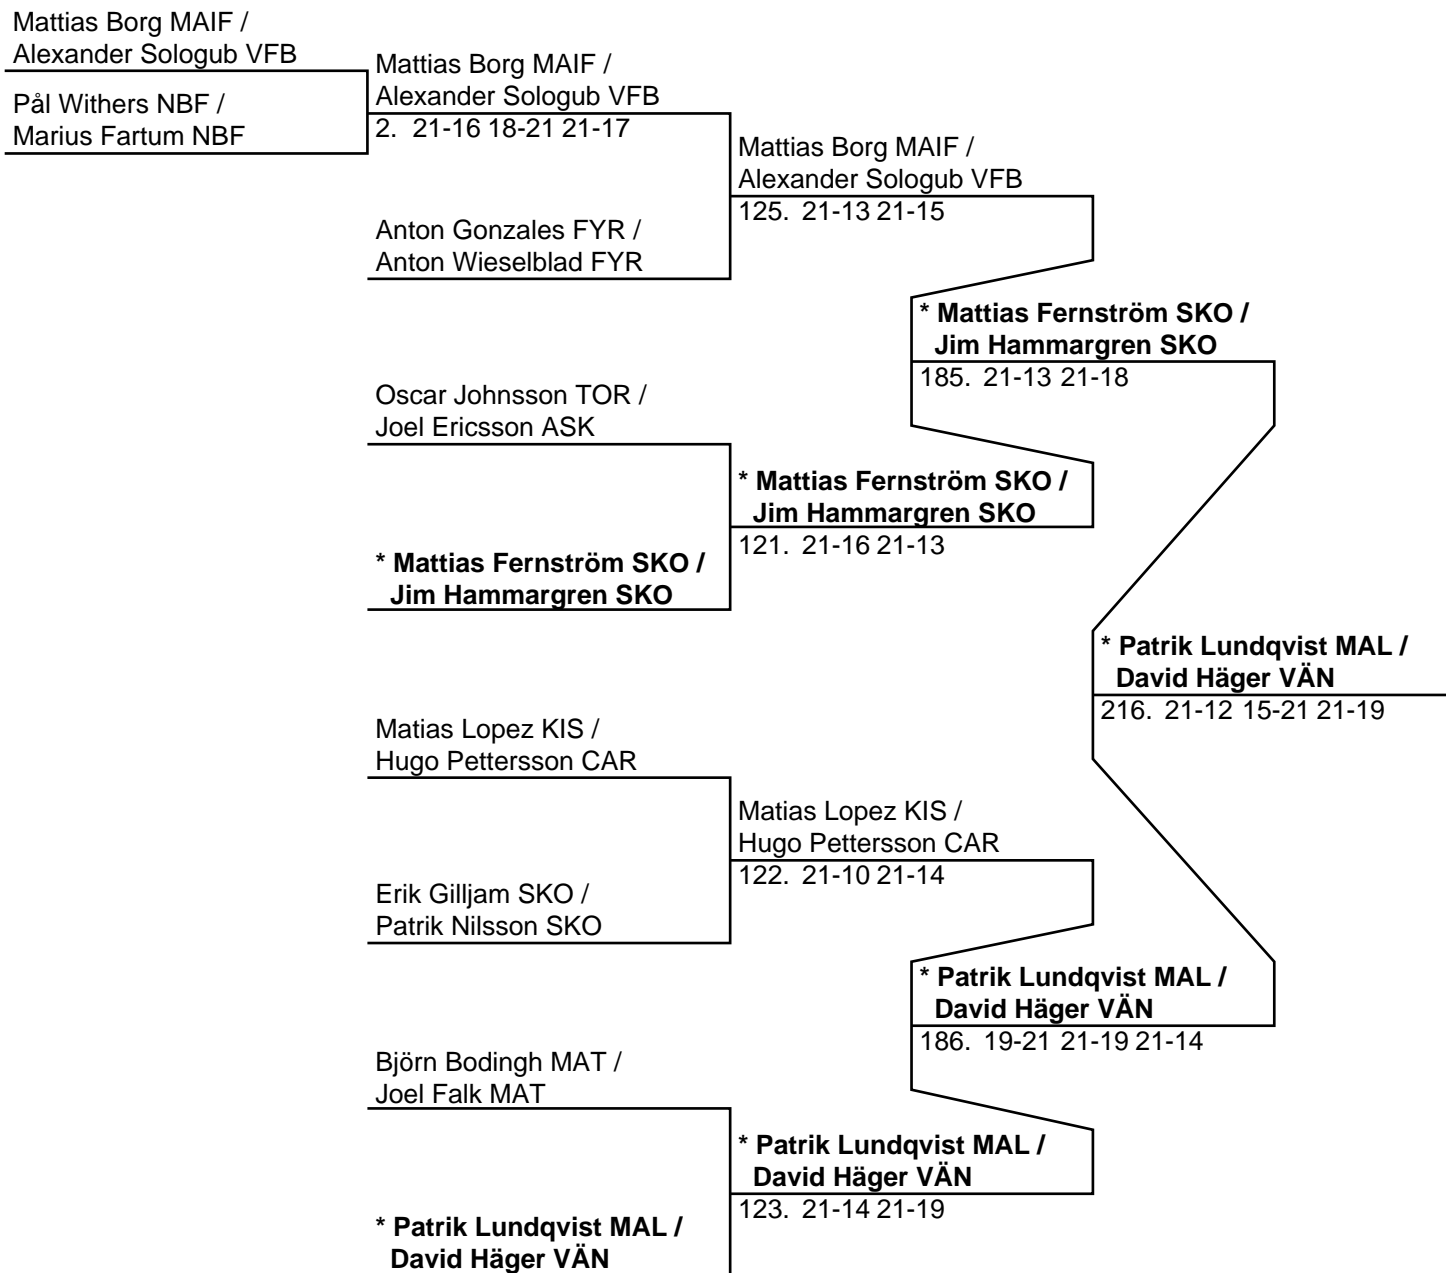 Mattias Borg MAIF /
Alexander Sologub VFB
Pål Withers NBF /
Marius Fartum NBF
Mattias Borg MAIF /
Alexander Sologub VFB
2. 21-16 18-21 21-17
Anton Gonzales FYR /
Anton Wieselblad FYR
Mattias Borg MAIF /
Alexander Sologub VFB
125. 21-13 21-15
* Mattias Fernström SKO /
Jim Hammargren SKO
185. 21-13 21-18
Oscar Johnsson TOR /
Joel Ericsson ASK
* Mattias Fernström SKO /
Jim Hammargren SKO
121. 21-16 21-13
* Mattias Fernström SKO /
Jim Hammargren SKO
* Patrik Lundqvist MAL /
David Häger VÄN
216. 21-12 15-21 21-19
Matias Lopez KIS /
Hugo Pettersson CAR
Matias Lopez KIS /
Hugo Pettersson CAR
122. 21-10 21-14
Erik Gilljam SKO /
Patrik Nilsson SKO
* Patrik Lundqvist MAL /
David Häger VÄN
186. 19-21 21-19 21-14
Björn Bodingh MAT /
Joel Falk MAT
* Patrik Lundqvist MAL /
David Häger VÄN
123. 21-14 21-19
* Patrik Lundqvist MAL /
David Häger VÄN